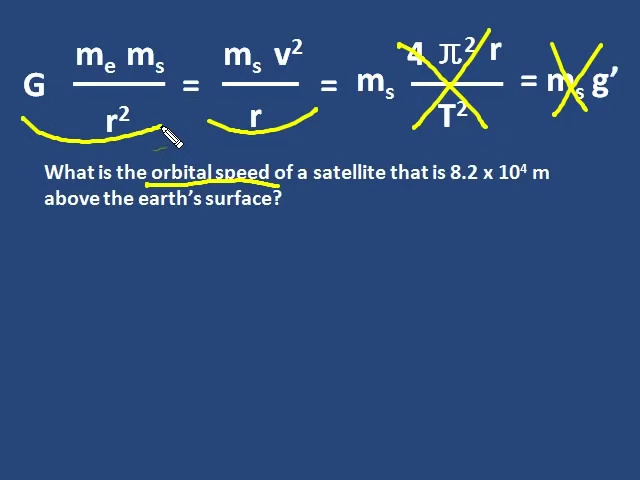 G mₑ mₛ / r² = mₛ v² / r = mₛ 4 π² r / T² = mₛ g’
What is the orbital speed of a satellite that is 8.2 x 10⁴ m
above the earth’s surface?